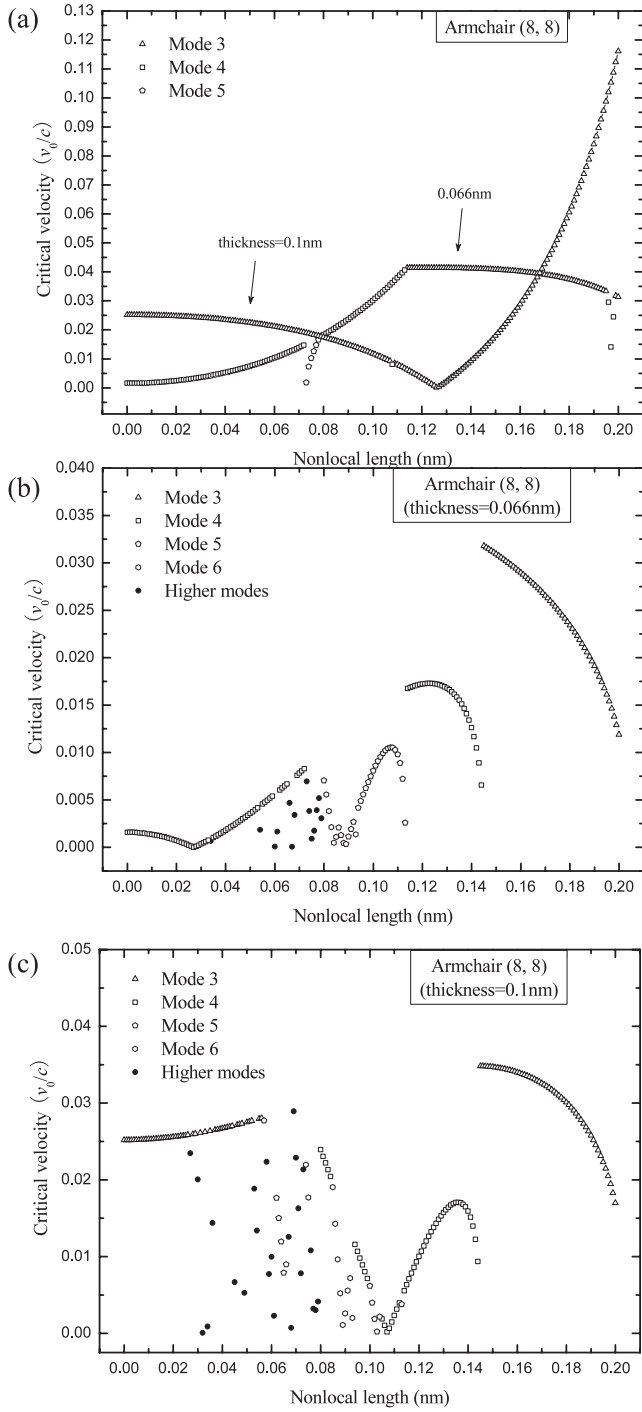 (a)
Armchair (8, 8)
Mode 3
Mode 4
Mode 5
0.066nm
thickness=0.1nm
Critical velocity (v₀/c)
0.13
0.12
0.11
0.10
0.09
0.08
0.07
0.06
0.05
0.04
0.03
0.02
0.01
0.00
0.00 0.02 0.04 0.06 0.08 0.10 0.12 0.14 0.16 0.18 0.20
Nonlocal length (nm)
(b)
Armchair (8, 8)
(thickness=0.066nm)
Mode 3
Mode 4
Mode 5
Mode 6
Higher modes
Critical velocity (v₀/c)
0.040
0.035
0.030
0.025
0.020
0.015
0.010
0.005
0.000
0.00 0.02 0.04 0.06 0.08 0.10 0.12 0.14 0.16 0.18 0.20
Nonlocal length (nm)
(c)
Armchair (8, 8)
(thickness=0.1nm)
Mode 3
Mode 4
Mode 5
Mode 6
Higher modes
Critical velocity (v₀/c)
0.05
0.04
0.03
0.02
0.01
0.00
0.00 0.02 0.04 0.06 0.08 0.10 0.12 0.14 0.16 0.18 0.20
Nonlocal length (nm)